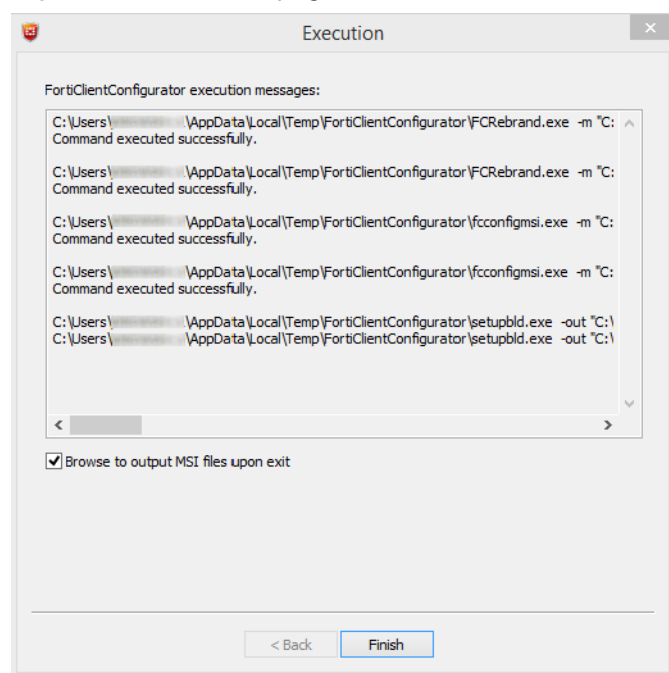 Execution
FortiClientConfigurator execution messages:
C:\Users\ \AppData\Local\Temp\FortiClientConfigurator\FCRebrand.exe -m "C:
Command executed successfully.
C:\Users\ \AppData\Local\Temp\FortiClientConfigurator\FCRebrand.exe -m "C:
Command executed successfully.
C:\Users\ \AppData\Local\Temp\FortiClientConfigurator\fcconfigmsi.exe -m "C:
Command executed successfully.
C:\Users\ \AppData\Local\Temp\FortiClientConfigurator\fcconfigmsi.exe -m "C:
Command executed successfully.
C:\Users\ \AppData\Local\Temp\FortiClientConfigurator\setupbld.exe -out "C:\
C:\Users\ \AppData\Local\Temp\FortiClientConfigurator\setupbld.exe -out "C:\
Browse to output MSI files upon exit
< Back Finish